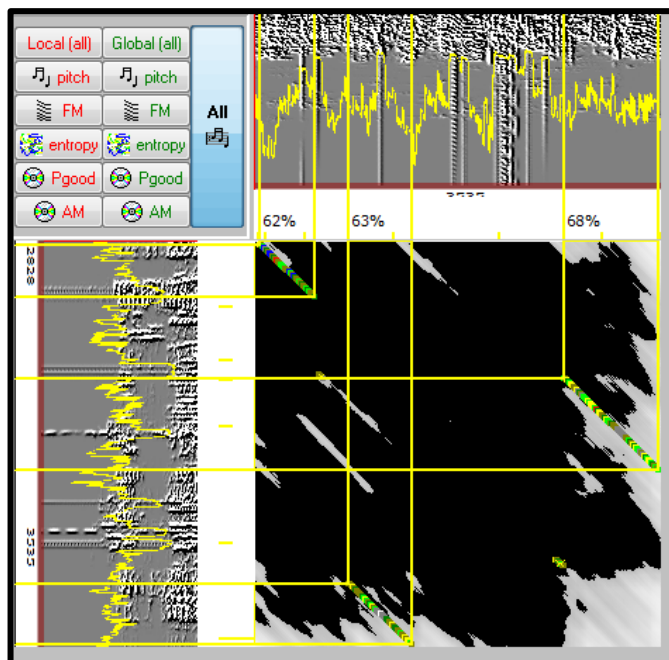 Local (all) Global (all)
pitch pitch
FM FM
All
entropy entropy
Pgood Pgood
AM AM
62% 63% 68%
2828
3535